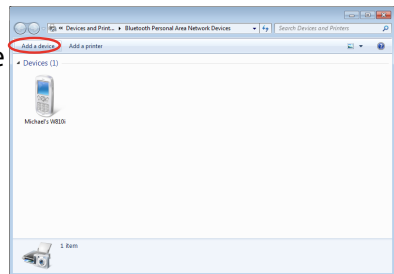 Devices and Print... Bluetooth Personal Area Network Devices Search Devices and Printers
Add a device Add a printer
e
Devices (1)
Michael's W810i
1 item